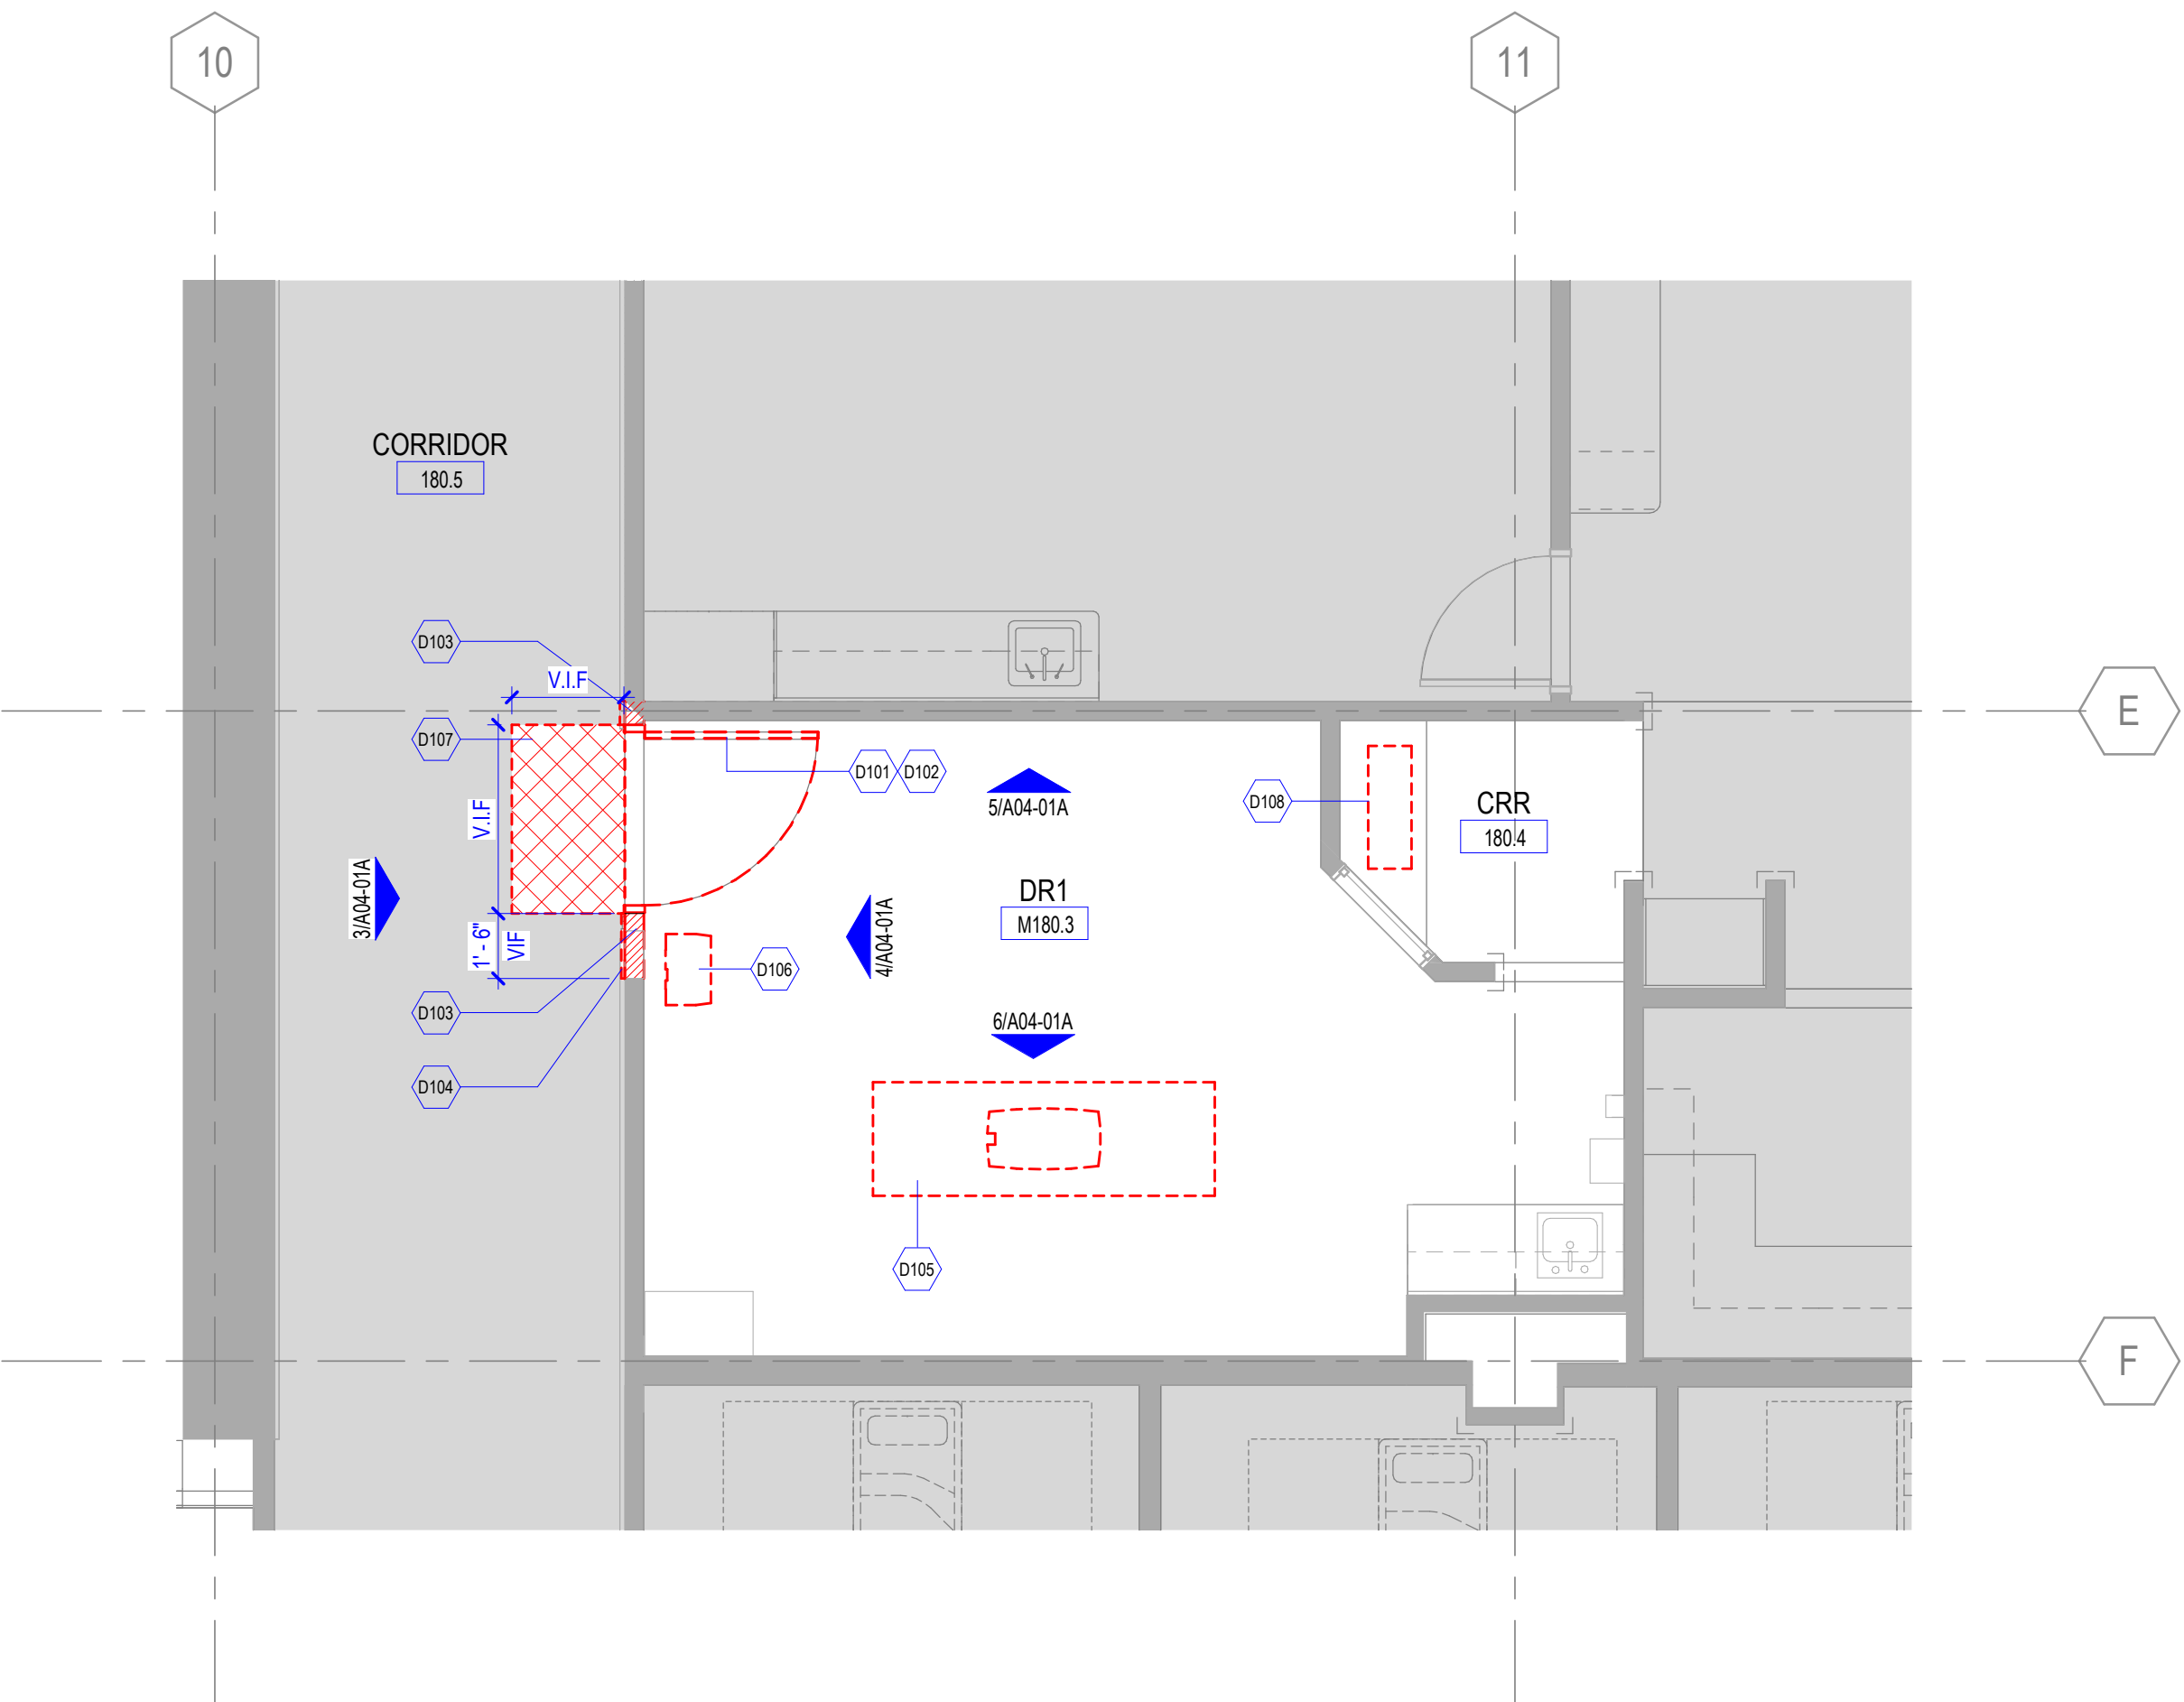 10
11
CORRIDOR
180.5
D103
V.I.F
E
D107
D101
D102
V.I.F
5/A04-01A
D108
CRR
180.4
3/A04-01A
DR1
M180.3
4/A04-01A
1' - 6"
VIF
D106
D103
6/A04-01A
D104
D105
F